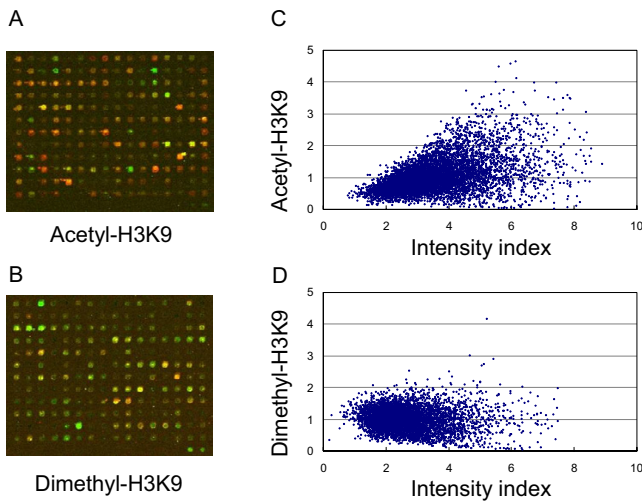 A
Acetyl-H3K9
B
Dimethyl-H3K9
C
5
4
3
2
1
0
Acetyl-H3K9
0 2 4 6 8 10
Intensity index
D
5
4
3
2
1
0
Dimethyl-H3K9
0 2 4 6 8 10
Intensity index